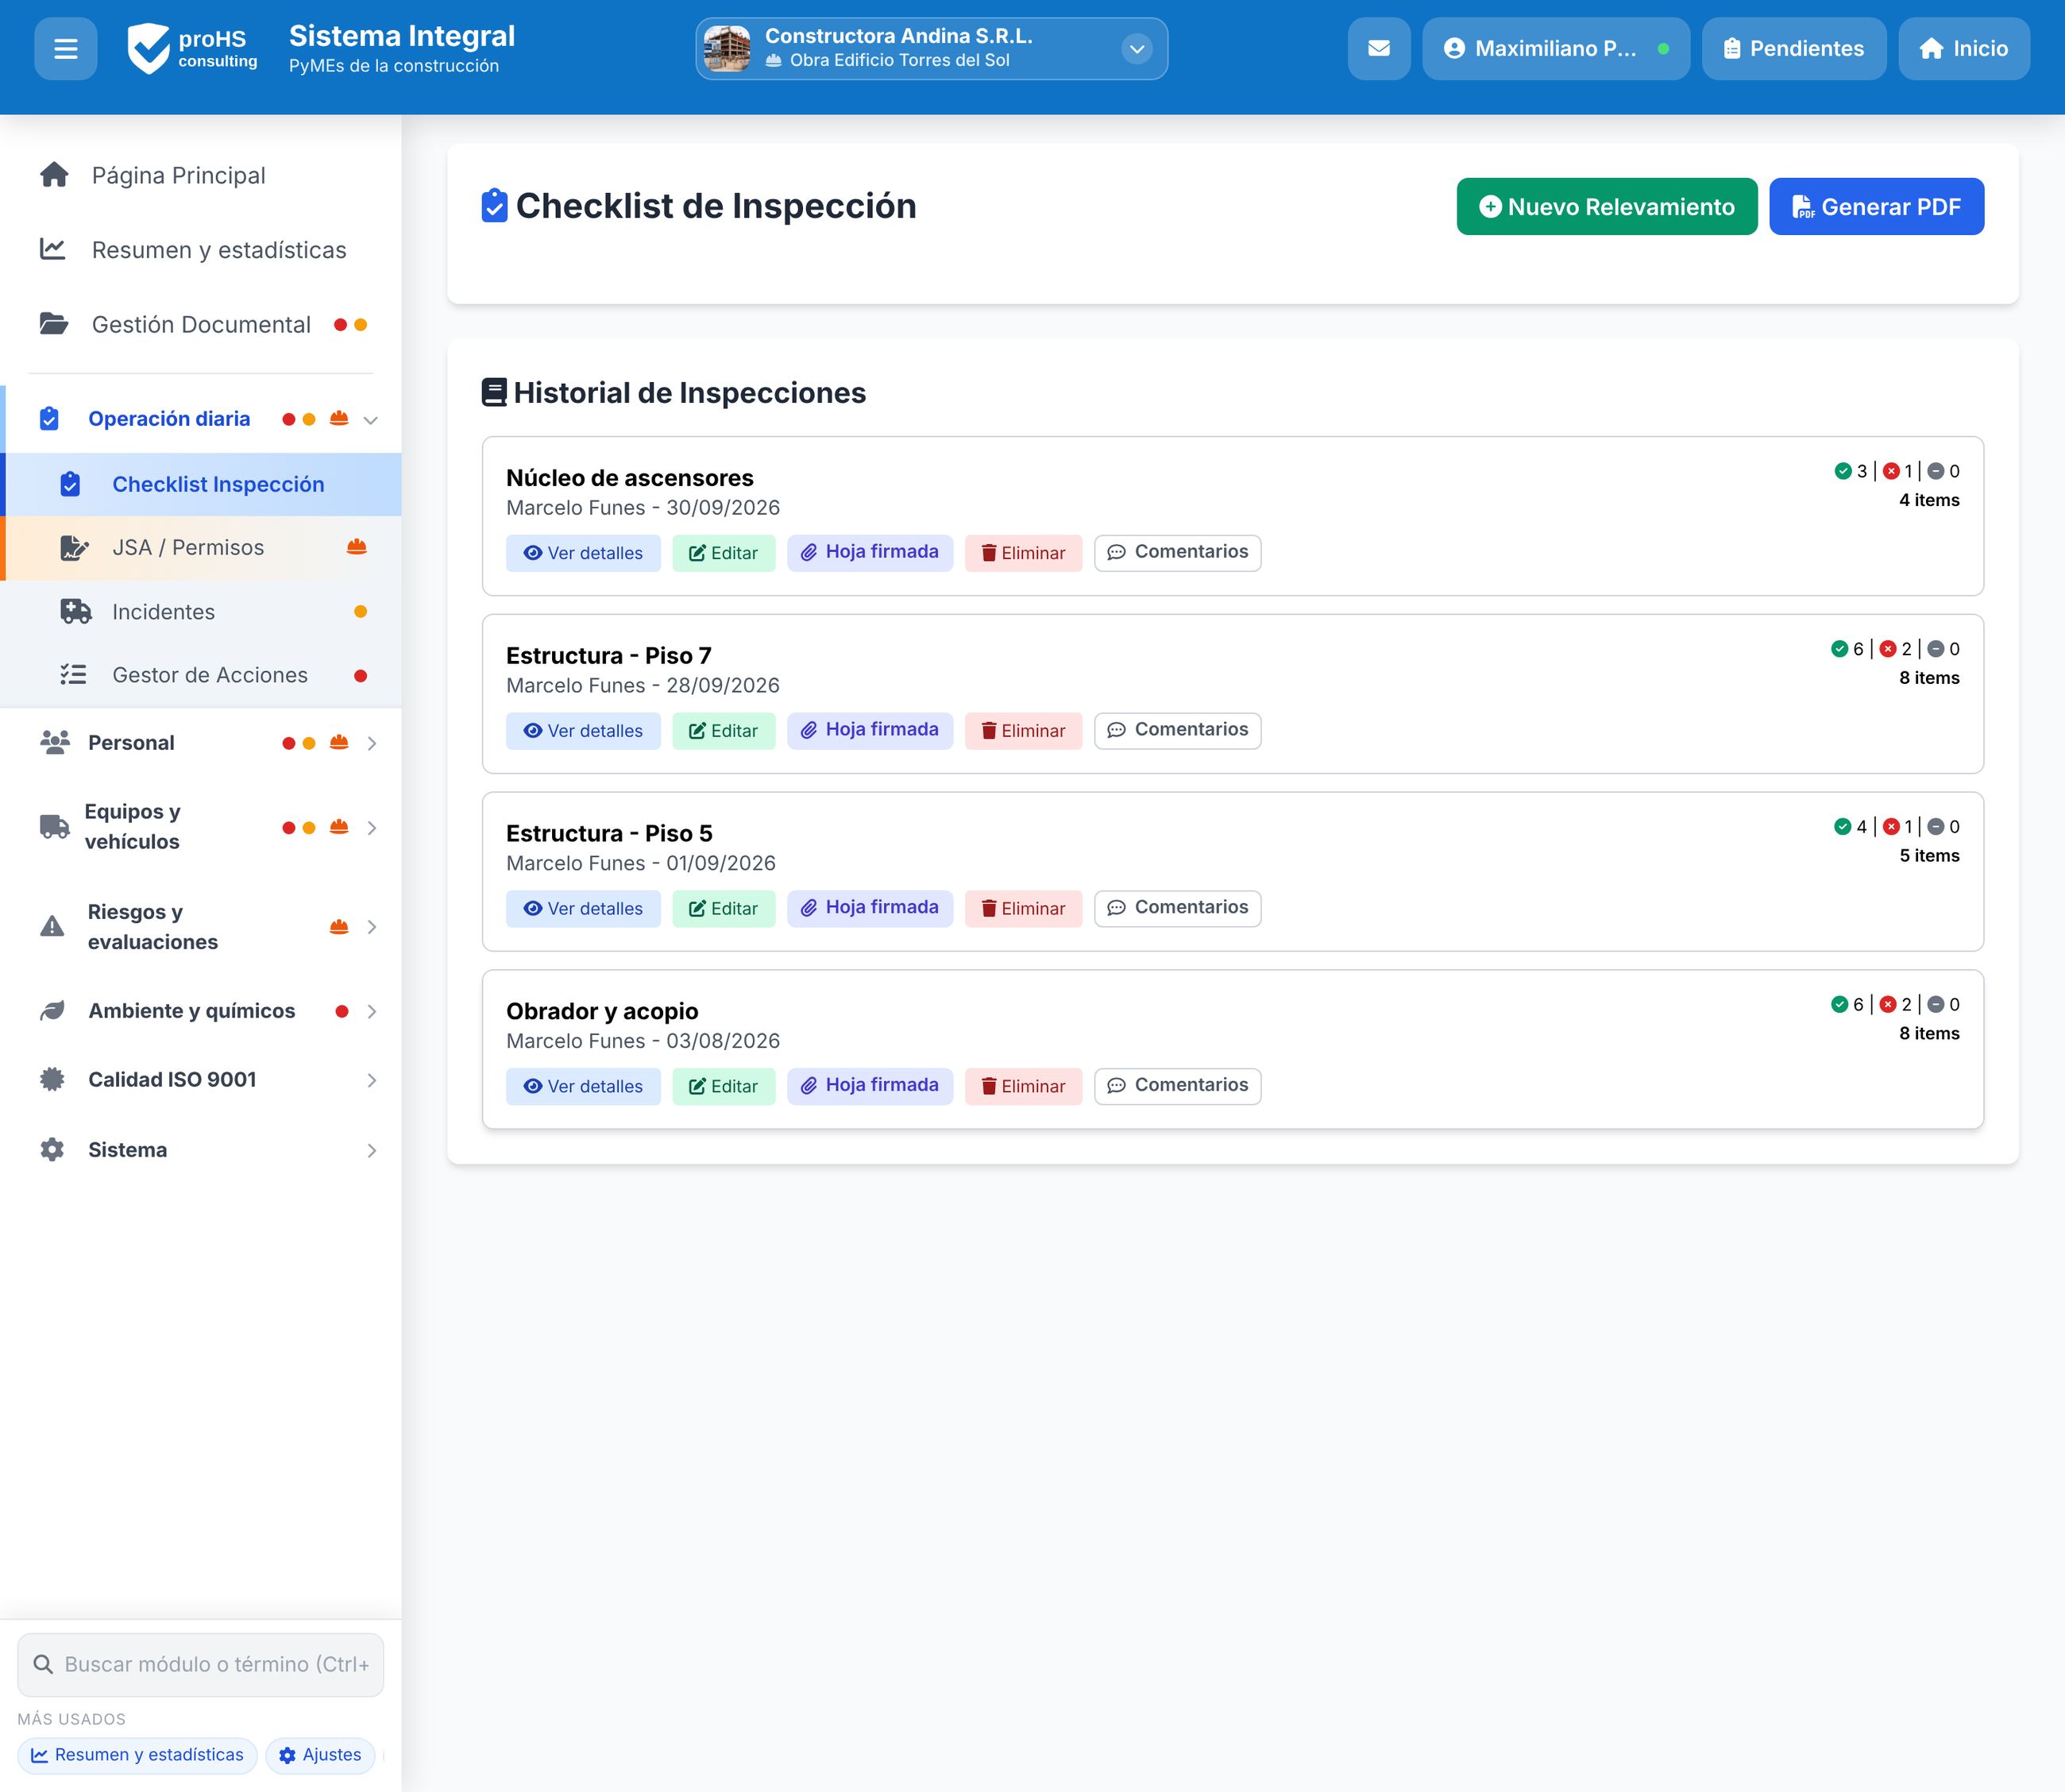 proHS
consulting
Sistema Integral
PyMEs de la construcción
Constructora Andina S.R.L.
Obra Edificio Torres del Sol
Maximiliano P...
Pendientes
Inicio
Página Principal
Resumen y estadísticas
Gestión Documental
Operación diaria
Checklist Inspección
JSA / Permisos
Incidentes
Gestor de Acciones
Personal
Equipos y
vehículos
Riesgos y
evaluaciones
Ambiente y químicos
Calidad ISO 9001
Sistema
Buscar módulo o término (Ctrl+
MÁS USADOS
Resumen y estadísticas
Ajustes
Checklist de Inspección
Nuevo Relevamiento
PDF Generar PDF
Historial de Inspecciones
Núcleo de ascensores
3 | 1 | 0
Marcelo Funes - 30/09/2026
4 items
Ver detalles Editar Hoja firmada Eliminar Comentarios
Estructura - Piso 7
6 | 2 | 0
Marcelo Funes - 28/09/2026
8 items
Ver detalles Editar Hoja firmada Eliminar Comentarios
Estructura - Piso 5
4 | 1 | 0
Marcelo Funes - 01/09/2026
5 items
Ver detalles Editar Hoja firmada Eliminar Comentarios
Obrador y acopio
6 | 2 | 0
Marcelo Funes - 03/08/2026
8 items
Ver detalles Editar Hoja firmada Eliminar Comentarios